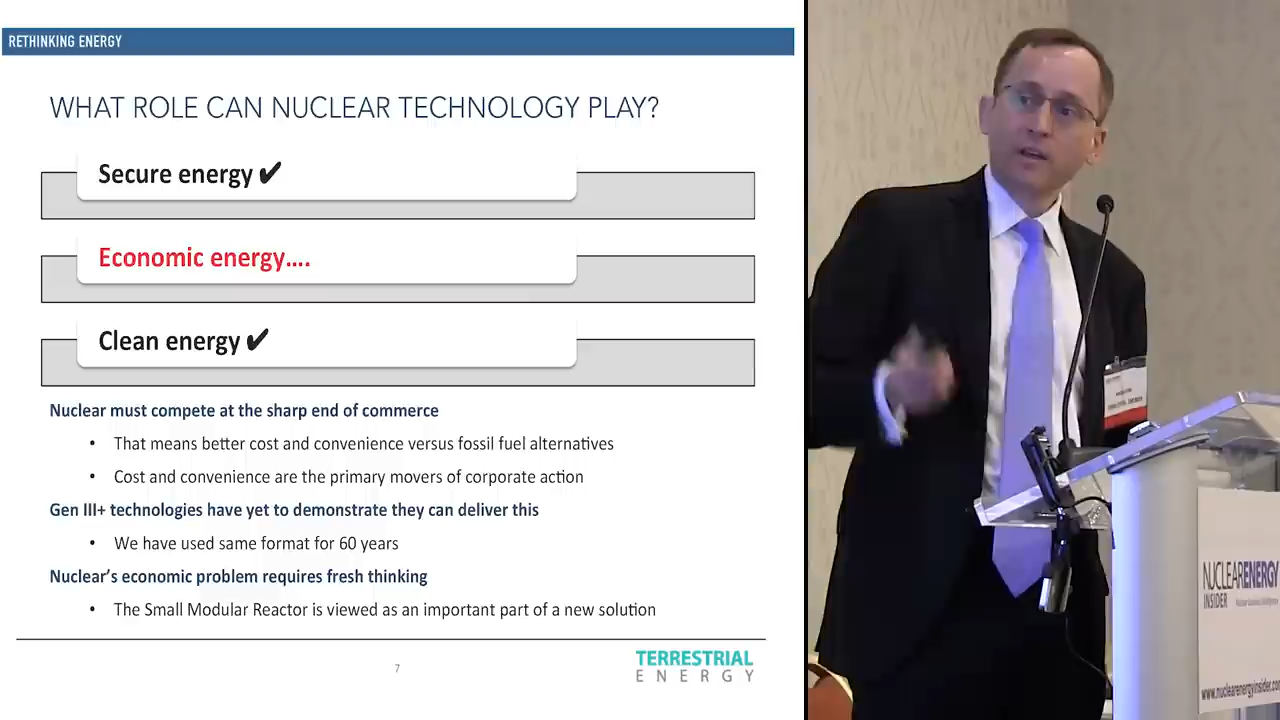 RETHINKING ENERGY
WHAT ROLE CAN NUCLEAR TECHNOLOGY PLAY?
Secure energy ✔
Economic energy....
Clean energy ✔
Nuclear must compete at the sharp end of commerce
• That means better cost and convenience versus fossil fuel alternatives
• Cost and convenience are the primary movers of corporate action
Gen III+ technologies have yet to demonstrate they can deliver this
• We have used same format for 60 years
Nuclear's economic problem requires fresh thinking
• The Small Modular Reactor is viewed as an important part of a new solution
7
TERRESTRIAL
ENERGY
NUCLEARENERGY
INSIDER
www.nuclearenergyinsider.co